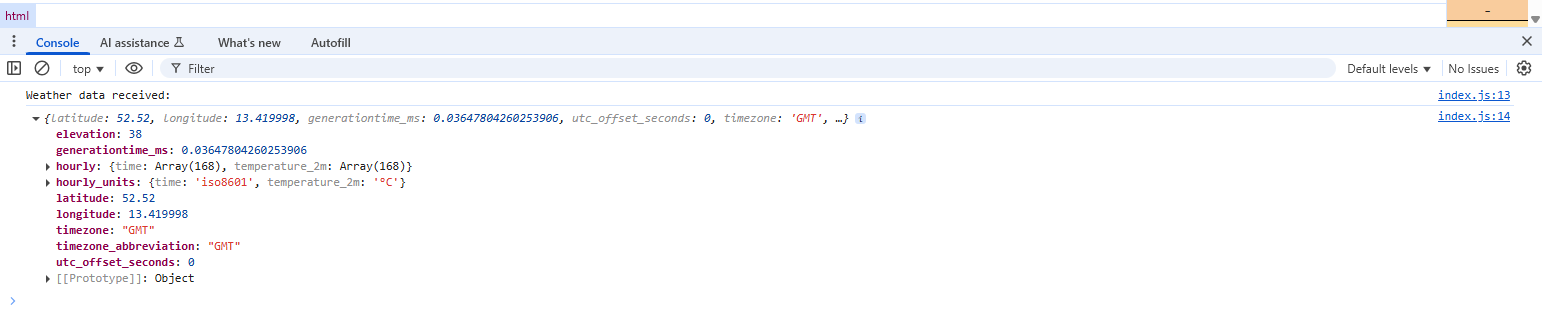 html
-
Console AI assistance What's new Autofill
top Filter Default levels No Issues
Weather data received: index.js:13
{latitude: 52.52, longitude: 13.419998, generationtime_ms: 0.03647804260253906, utc_offset_seconds: 0, timezone: 'GMT', …} i index.js:14
elevation: 38
generationtime_ms: 0.03647804260253906
hourly: {time: Array(168), temperature_2m: Array(168)}
hourly_units: {time: 'iso8601', temperature_2m: '°C'}
latitude: 52.52
longitude: 13.419998
timezone: "GMT"
timezone_abbreviation: "GMT"
utc_offset_seconds: 0
[[Prototype]]: Object